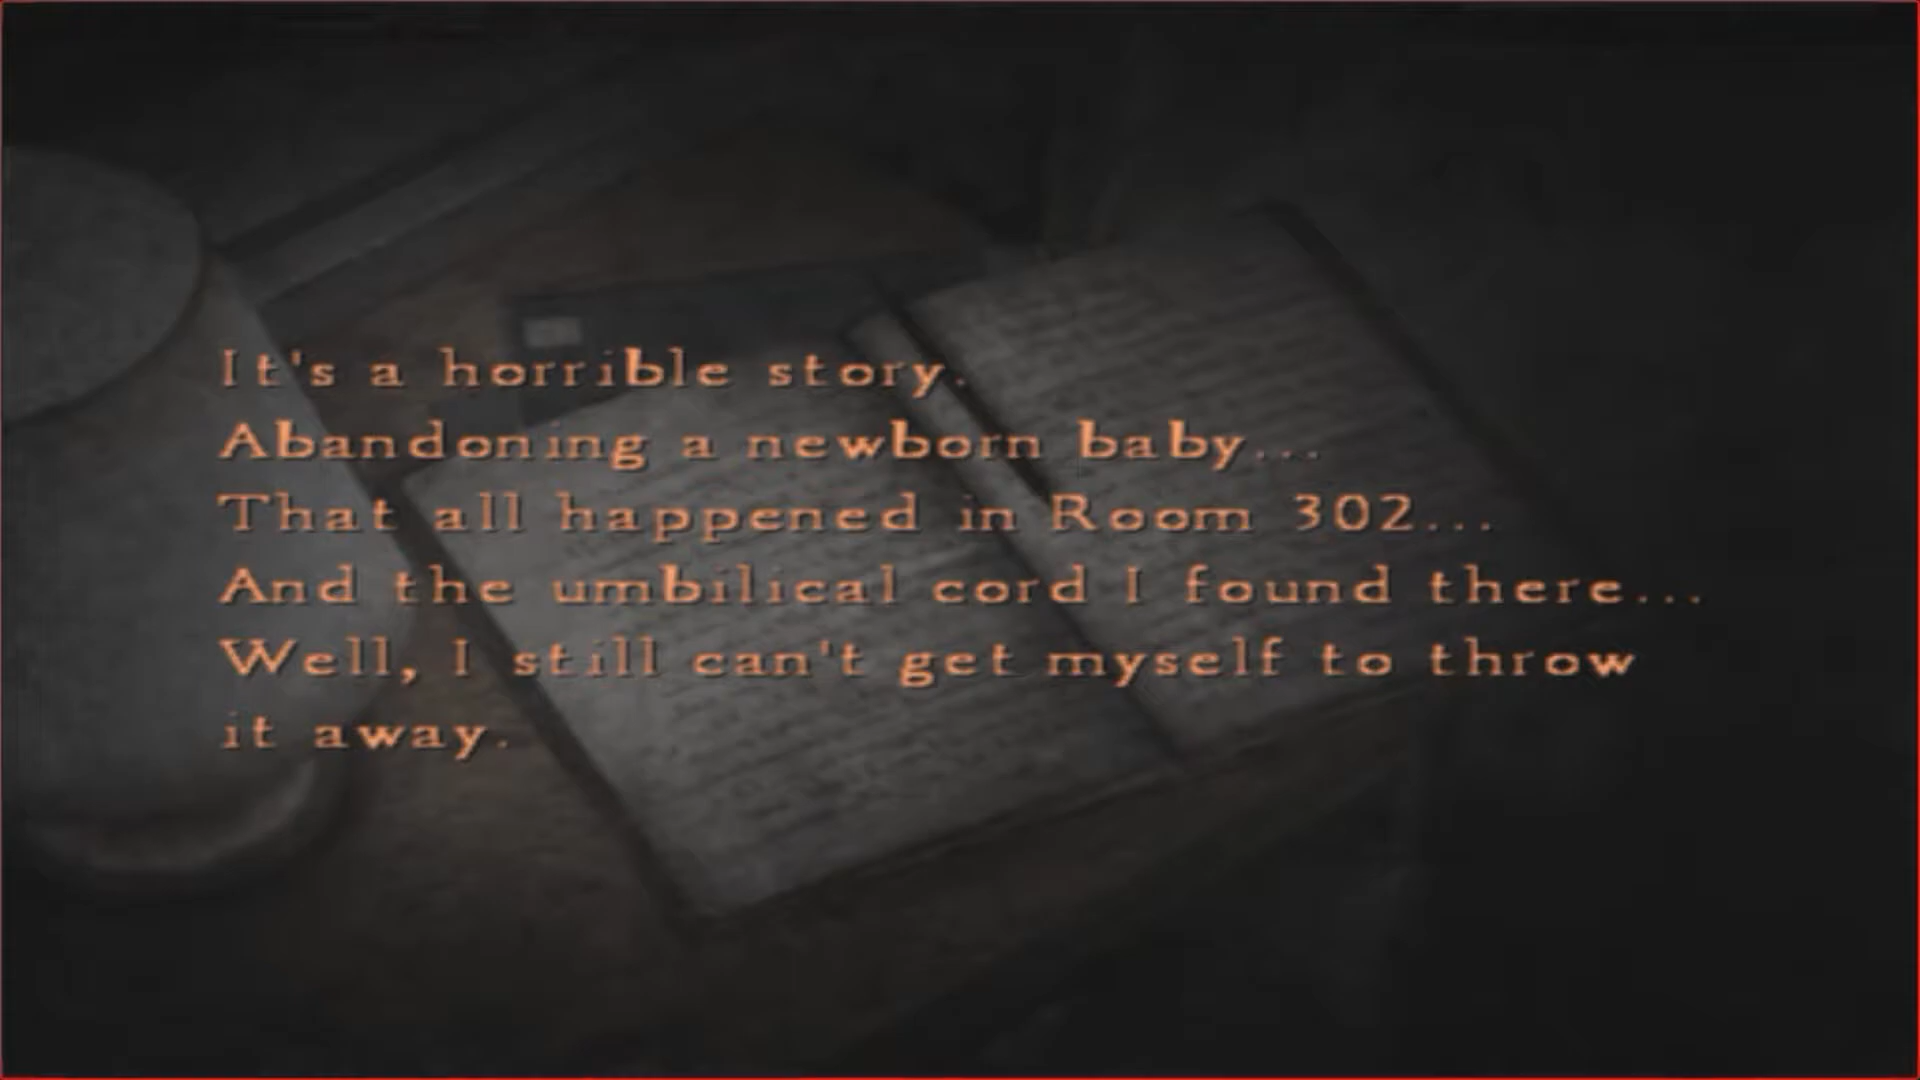 It's a horrible story.
Abandoning a newborn baby...
That all happened in Room 302...
And the umbilical cord I found there...
Well, I still can't get myself to throw
it away.